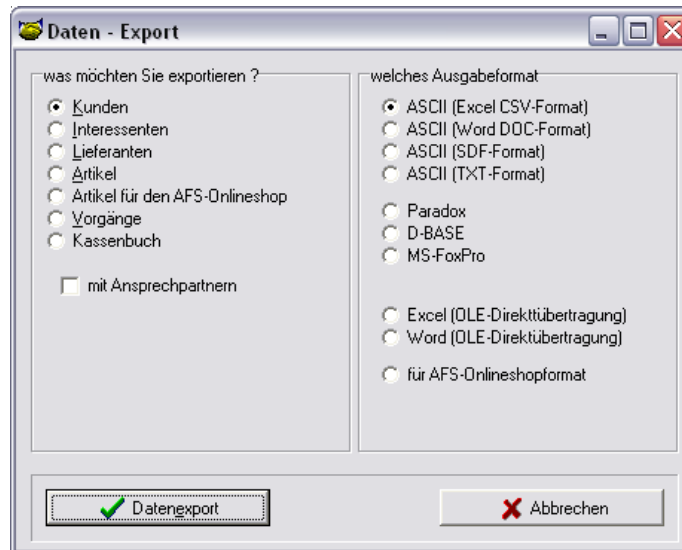 Daten - Export
was möchten Sie exportieren ?
Kunden
Interessenten
Lieferanten
Artikel
Artikel für den AFS-Onlineshop
Vorgänge
Kassenbuch
mit Ansprechpartnern
welches Ausgabeformat
ASCII (Excel CSV-Format)
ASCII (Word DOC-Format)
ASCII (SDF-Format)
ASCII (TXT-Format)
Paradox
D-BASE
MS-FoxPro
Excel (OLE-Direkttübertragung)
Word (OLE-Direktübertragung)
für AFS-Onlineshopformat
Datenexport
Abbrechen